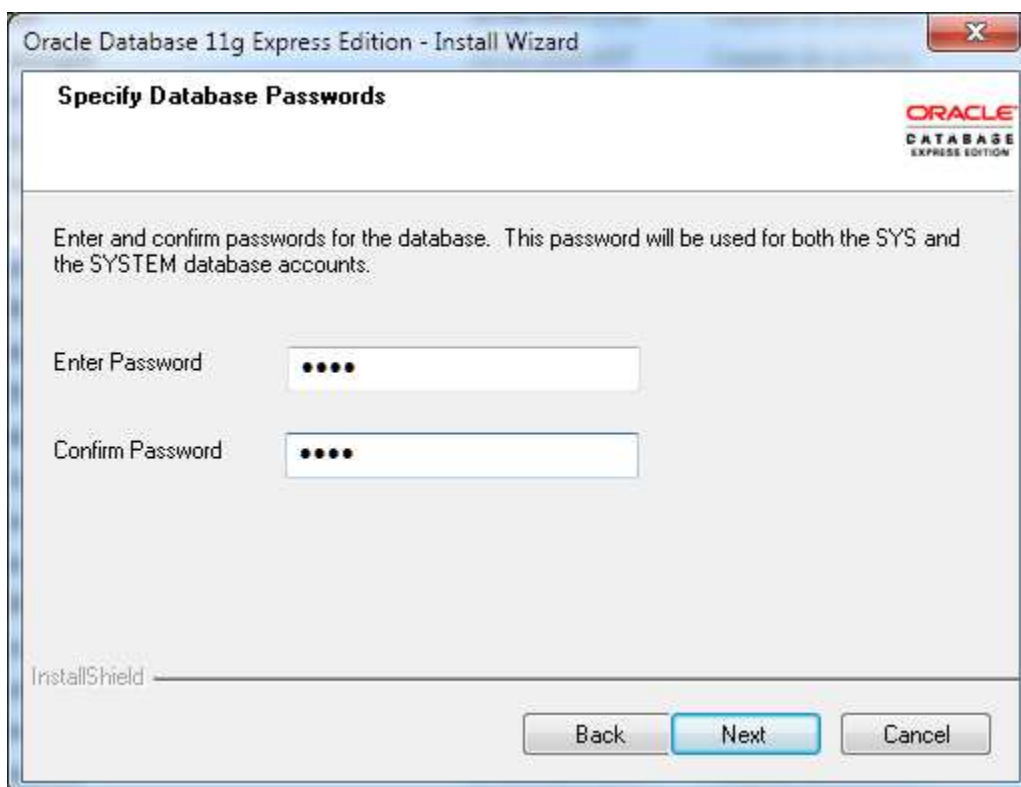 Oracle Database 11g Express Edition - Install Wizard
Specify Database Passwords
ORACLE
DATABASE
EXPRESS EDITION
Enter and confirm passwords for the database.  This password will be used for both the SYS and
the SYSTEM database accounts.
Enter Password ••••
Confirm Password ••••
InstallShield
Back Next Cancel